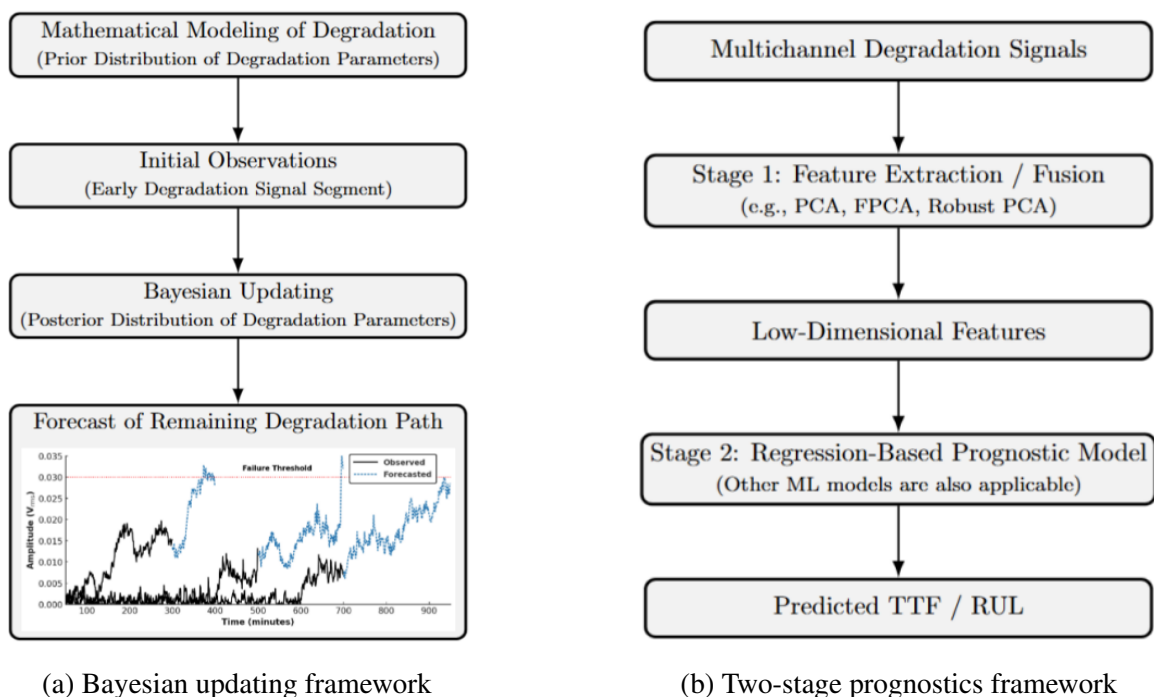 Mathematical Modeling of Degradation
(Prior Distribution of Degradation Parameters)
Initial Observations
(Early Degradation Signal Segment)
Bayesian Updating
(Posterior Distribution of Degradation Parameters)
Forecast of Remaining Degradation Path
0.035
0.030
0.025
0.020
0.015
0.010
0.005
0.000
Amplitude (Vrms)
Failure Threshold
Observed
Forecasted
100 200 300 400 500 600 700 800 900
Time (minutes)
(a) Bayesian updating framework
Multichannel Degradation Signals
Stage 1: Feature Extraction / Fusion
(e.g., PCA, FPCA, Robust PCA)
Low-Dimensional Features
Stage 2: Regression-Based Prognostic Model
(Other ML models are also applicable)
Predicted TTF / RUL
(b) Two-stage prognostics framework